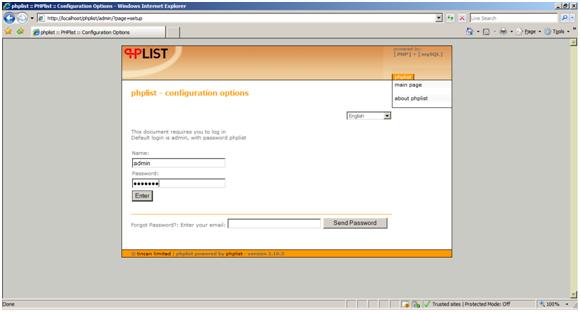 phplist :: PHPlist :: Configuration Options - Windows Internet Explorer
http://localhost/phplist/admin/?page=setup
Live Search
phplist :: PHPlist :: Configuration Options
Page
Tools
PHPLIST
powered by
[PHP] + [mySQL]
phplist
main page
about phplist
phplist - configuration options
English
This document requires you to log in
Default login is admin, with password phplist
Name:
admin
Password:
•••••••
Enter
Forgot Password?: Enter your email:
Send Password
© tincan limited | phplist powered by phplist - version 2.10.5
Done
Trusted sites | Protected Mode: Off
100%